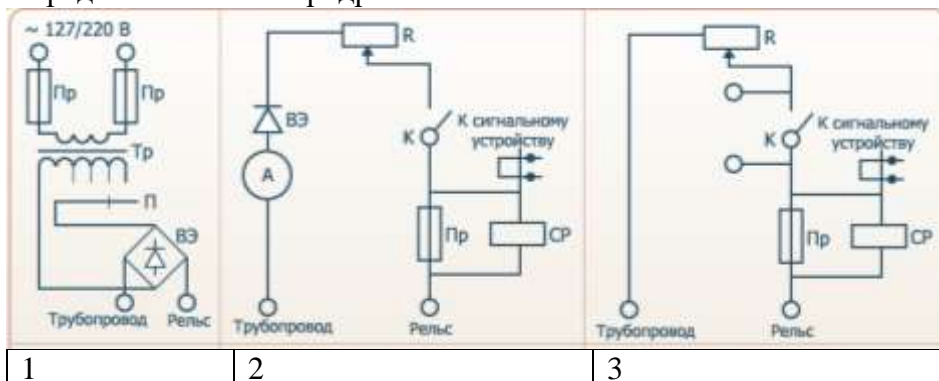 ~ 127/220 В
Пр
Пр
Тр
П
ВЭ
Трубопровод
Рельс
R
ВЭ
А
К
К сигнальному
устройству
Пр
СР
Трубопровод
Рельс
R
К
К сигнальному
устройству
Пр
СР
Трубопровод
Рельс
1
2
3